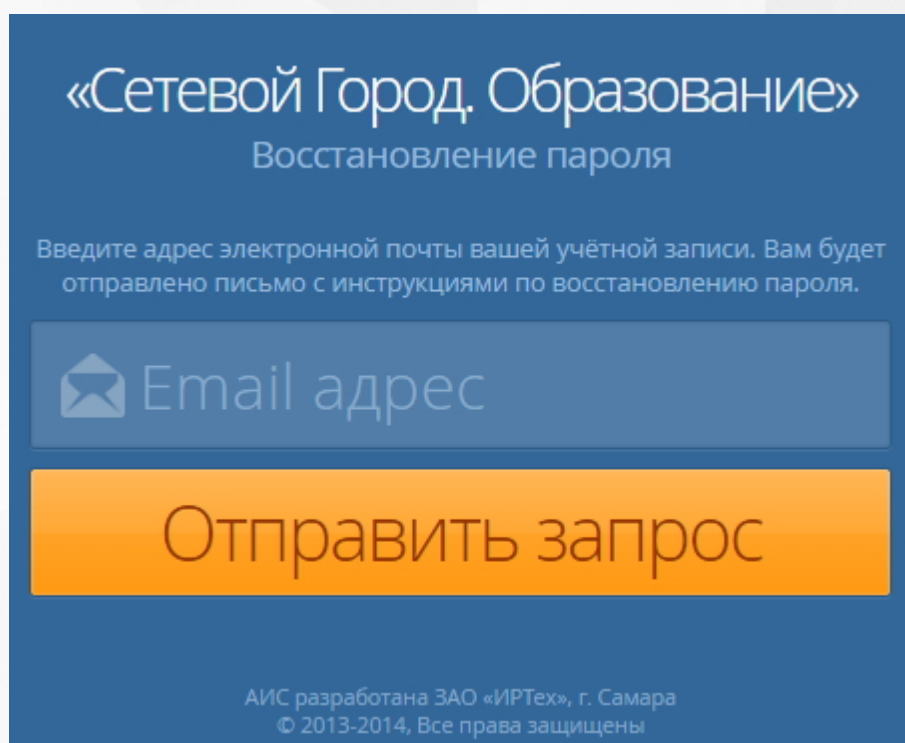 «Сетевой Город. Образование»
Восстановление пароля
Введите адрес электронной почты вашей учётной записи. Вам будет
отправлено письмо с инструкциями по восстановлению пароля.
Email адрес
Отправить запрос
АИС разработана ЗАО «ИРТех», г. Самара
© 2013-2014, Все права защищены